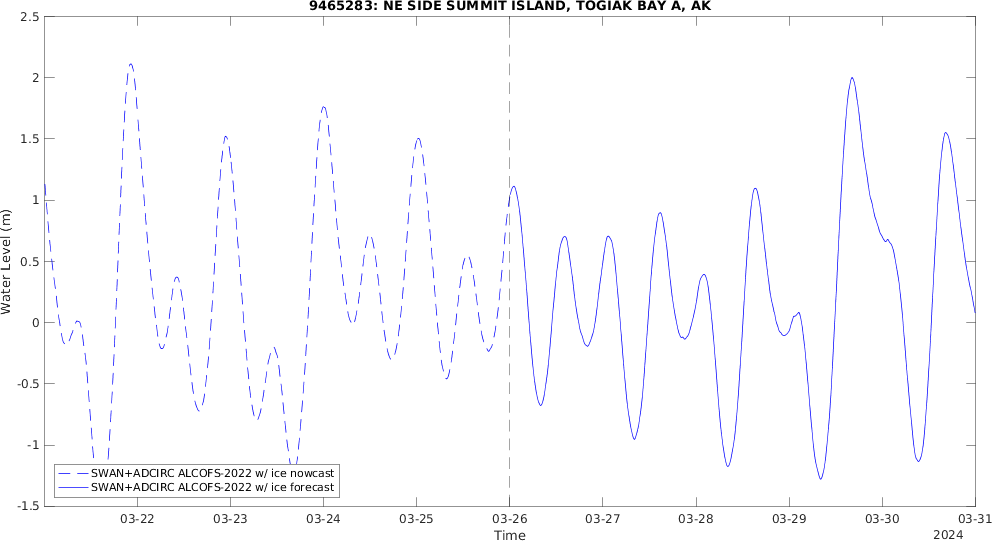 9465283: NE SIDE SUMMIT ISLAND, TOGIAK BAY A, AK
2.5
2
1.5
1
0.5
0
-0.5
-1
-1.5
Water Level (m)
SWAN+ADCIRC ALCOFS-2022 w/ ice nowcast
SWAN+ADCIRC ALCOFS-2022 w/ ice forecast
03-22 03-23 03-24 03-25 03-26 03-27 03-28 03-29 03-30 03-31
Time
2024